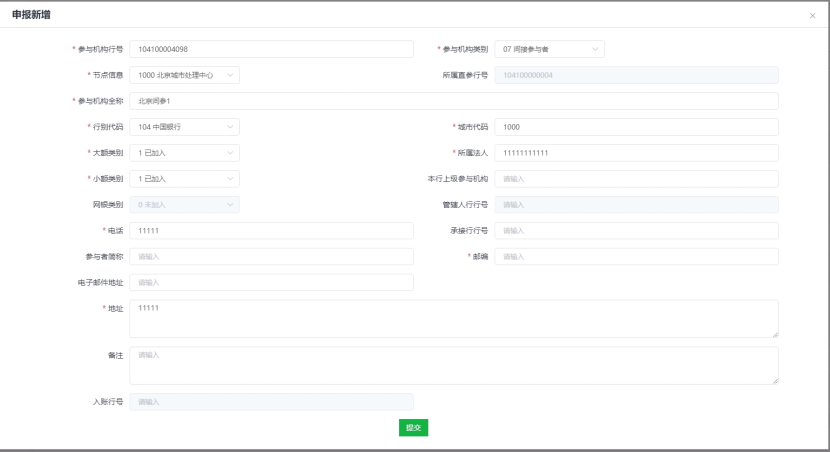 申报新增
* 参与机构行号 104100004098 * 参与机构类别 07 间接参与者
* 节点信息 1000 北京城市处理中心 所属直参行号 104100000004
* 参与机构全称 北京间参1
* 行别代码 104 中国银行 * 城市代码 1000
* 大额类别 1 已加入 * 所属法人 11111111111
* 小额类别 1 已加入 本行上级参与机构 请输入
网银类别 0 未加入 管辖人行行号 请输入
* 电话 11111 承接行行号 请输入
参与者简称 请输入 * 邮编 请输入
电子邮件地址 请输入
* 地址 11111
备注 请输入
入账行号 请输入
提交